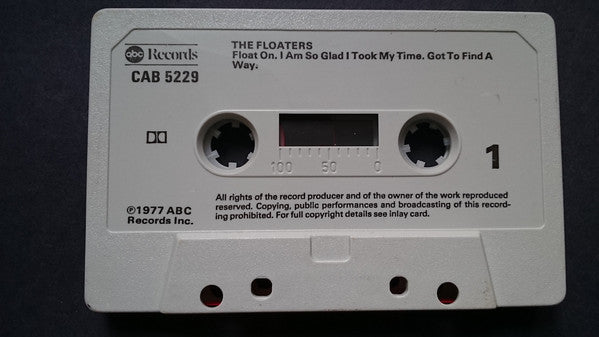 abc Records
CAB 5229
THE FLOATERS
Float On. I Am So Glad I Took My Time. Got To Find A
Way.
100 50 0
1
All rights of the record producer and of the owner of the work reproduced
reserved. Copying, public performances and broadcasting of this record-
ing prohibited. For full copyright details see inlay card.
℗1977 ABC
Records Inc.